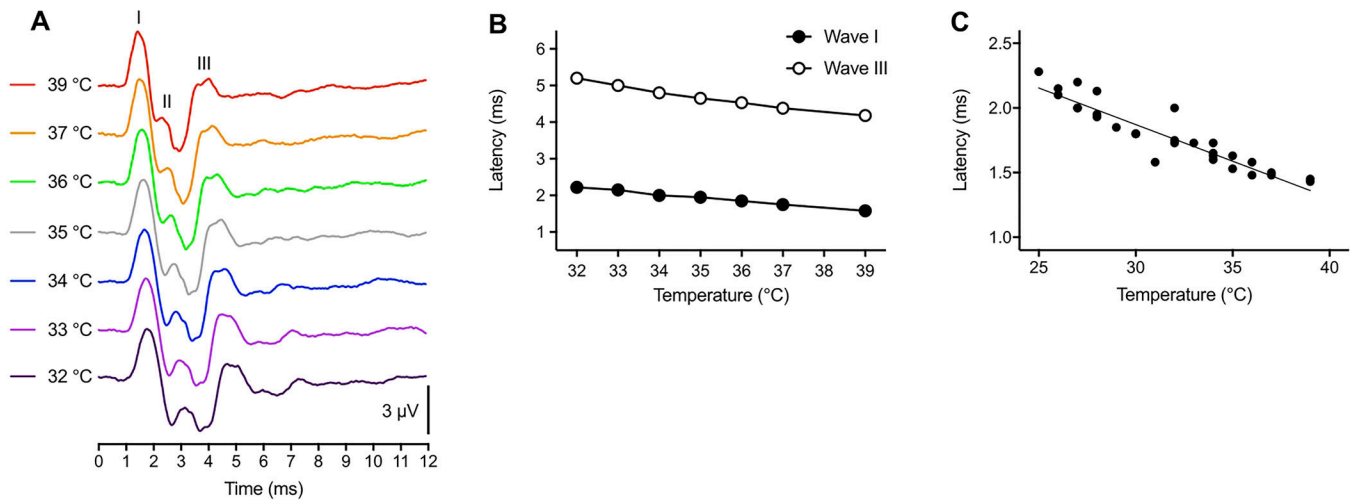 A
I
II
III
39 °C
37 °C
36 °C
35 °C
34 °C
33 °C
32 °C
3 µV
0 1 2 3 4 5 6 7 8 9 10 11 12
Time (ms)
B
Wave I
Wave III
Latency (ms)
6
5
4
3
2
1
32 33 34 35 36 37 38 39
Temperature (°C)
C
Latency (ms)
2.5
2.0
1.5
1.0
25 30 35 40
Temperature (°C)